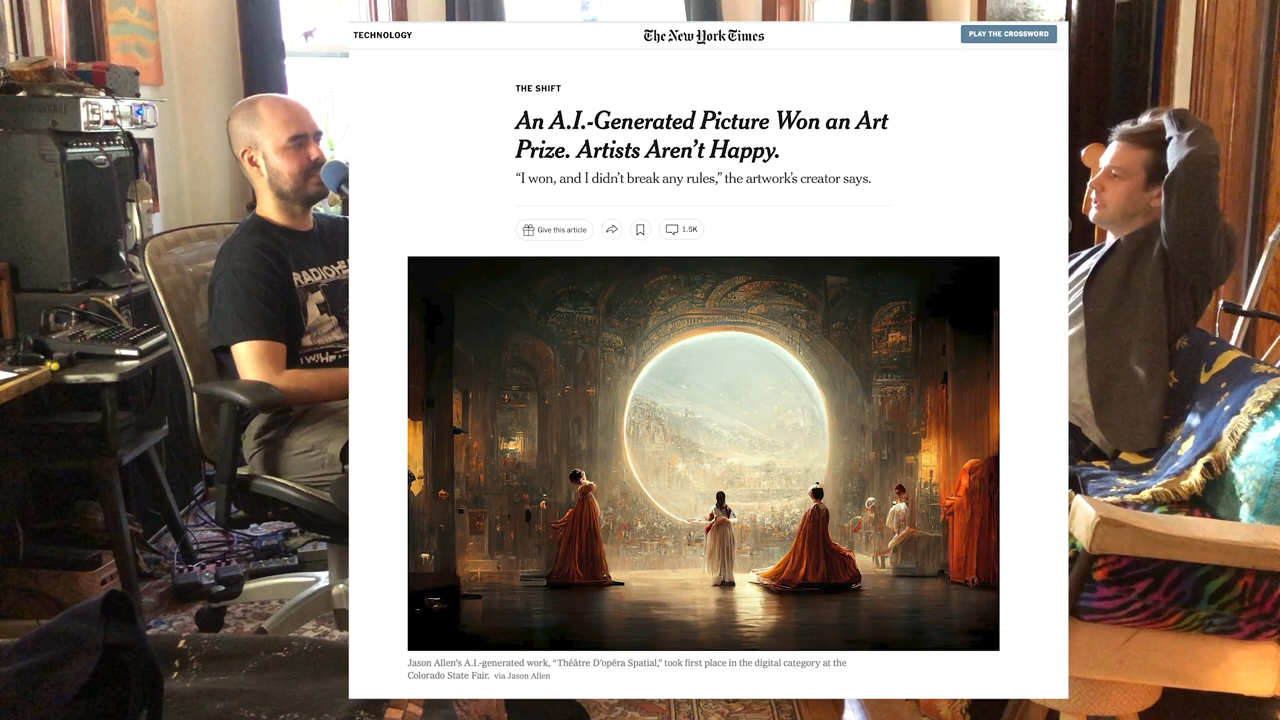 TECHNOLOGY
The New York Times
PLAY THE CROSSWORD
THE SHIFT
An A.I.-Generated Picture Won an Art
Prize. Artists Aren’t Happy.
“I won, and I didn’t break any rules,” the artwork’s creator says.
Give this article
1.5K
RADIOHEA
Jason Allen’s A.I.-generated work, “Théâtre D’opéra Spatial,” took first place in the digital category at the
Colorado State Fair. via Jason Allen